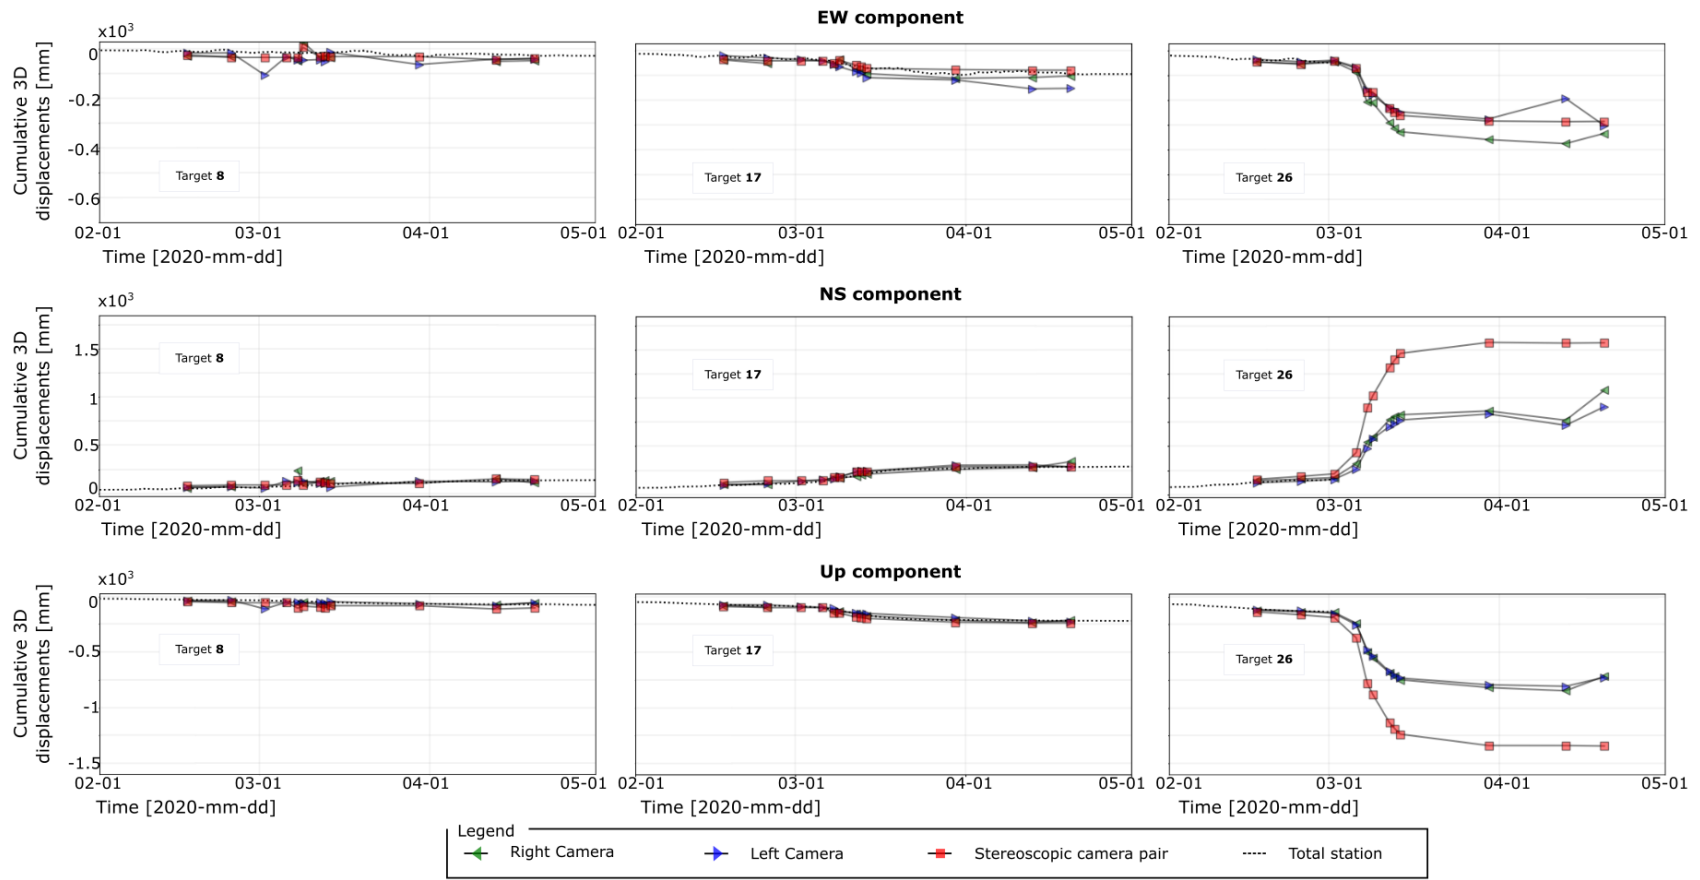 EW component
x10³
Cumulative 3D
displacements [mm]
0
-0.2
-0.4
-0.6
Target 8
Target 17
Target 26
02-01 03-01 04-01 05-01 02-01 03-01 04-01 05-01 02-01 03-01 04-01 05-01
Time [2020-mm-dd] Time [2020-mm-dd] Time [2020-mm-dd]
NS component
x10³
Cumulative 3D
displacements [mm]
1.5
1
0.5
0
Target 8
Target 17
Target 26
02-01 03-01 04-01 05-01 02-01 03-01 04-01 05-01 02-01 03-01 04-01 05-01
Time [2020-mm-dd] Time [2020-mm-dd] Time [2020-mm-dd]
Up component
x10³
Cumulative 3D
displacements [mm]
0
-0.5
-1
-1.5
Target 8
Target 17
Target 26
02-01 03-01 04-01 05-01 02-01 03-01 04-01 05-01 02-01 03-01 04-01 05-01
Time [2020-mm-dd] Time [2020-mm-dd] Time [2020-mm-dd]
Legend
Right Camera Left Camera Stereoscopic camera pair Total station